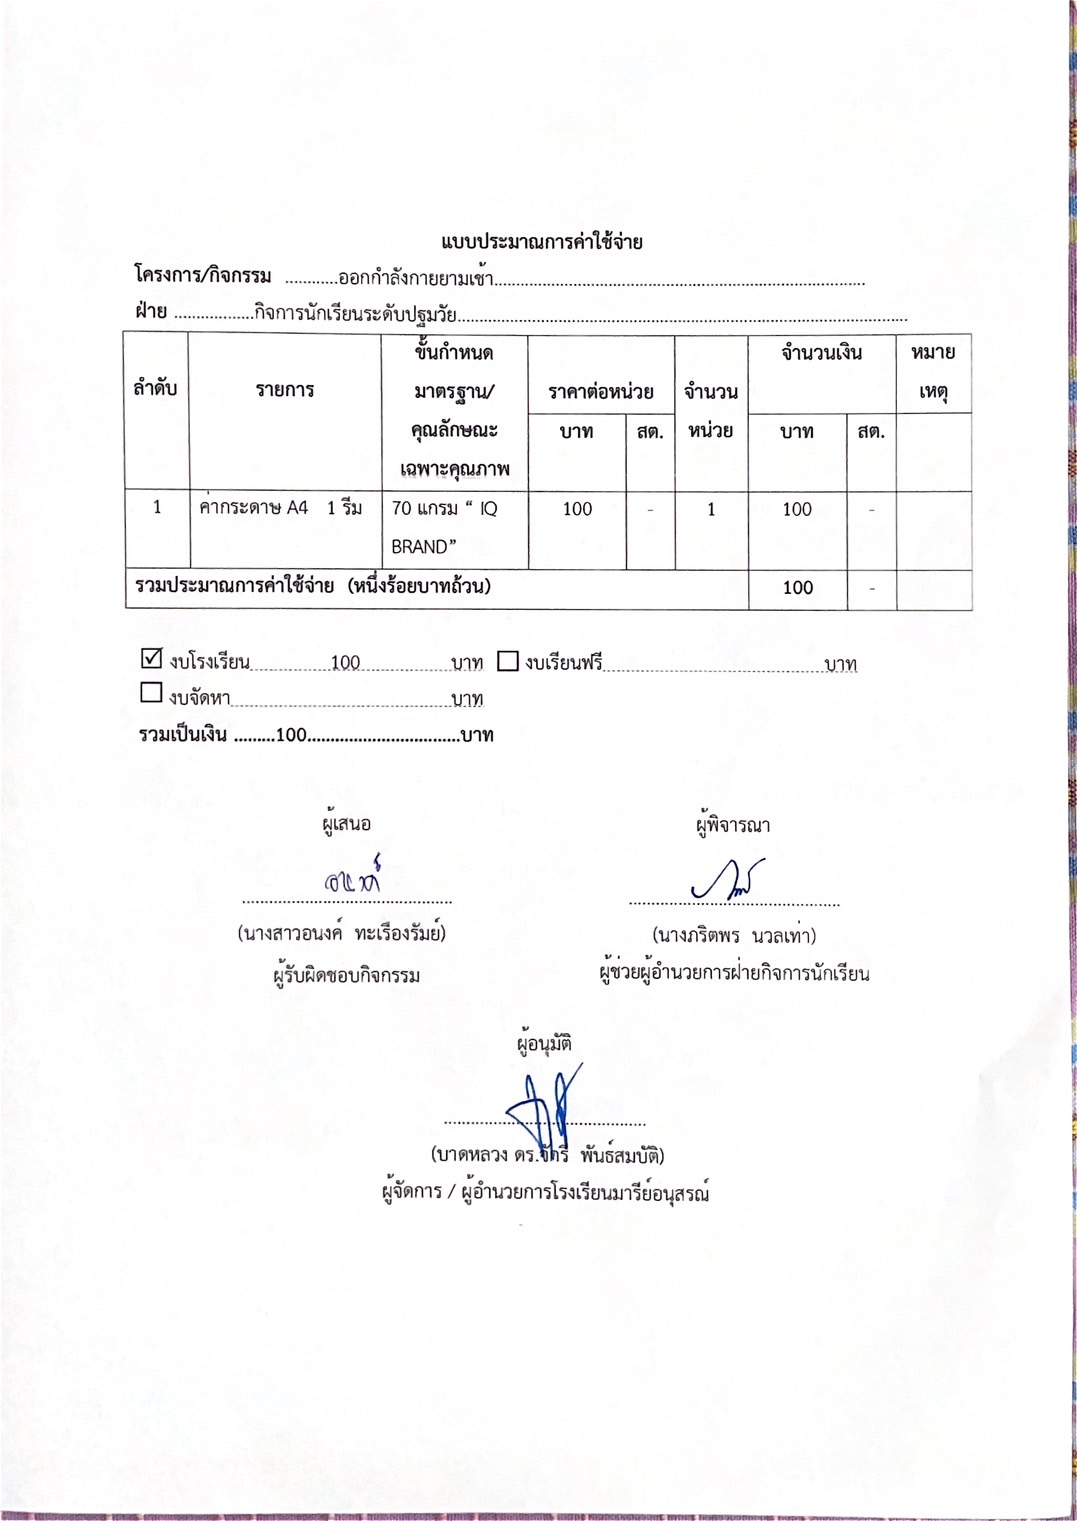 แบบประมาณการค่าใช้จ่าย
โครงการ/กิจกรรม ............ออกกำลังกายยามเช้า....................................................................................
ฝ่าย ..................กิจการนักเรียนระดับปฐมวัย......................................................................................................
ลำดับ รายการ ขั้นกำหนด มาตรฐาน/ คุณลักษณะ เฉพาะคุณภาพ ราคาต่อหน่วย จำนวน หน่วย จำนวนเงิน หมาย เหตุ
บาท สต. บาท สต.
1 ค่ากระดาษ A4 1 รีม 70 แกรม “ IQ BRAND” 100 - 1 100 -
รวมประมาณการค่าใช้จ่าย (หนึ่งร้อยบาทถ้วน) 100 -
☑ งบโรงเรียน 100 บาท ☐ งบเรียนฟรี บาท
☐ งบจัดหา บาท
รวมเป็นเงิน .........100.................................บาท
ผู้เสนอ ผู้พิจารณา
(นางสาวอนงค์ ทะเรืองรัมย์) (นางภริตพร นวลเท่า)
ผู้รับผิดชอบกิจกรรม ผู้ช่วยผู้อำนวยการฝ่ายกิจการนักเรียน
ผู้อนุมัติ
(บาดหลวง ดร.จักรี พันธ์สมบัติ)
ผู้จัดการ / ผู้อำนวยการโรงเรียนมารีย์อนุสรณ์